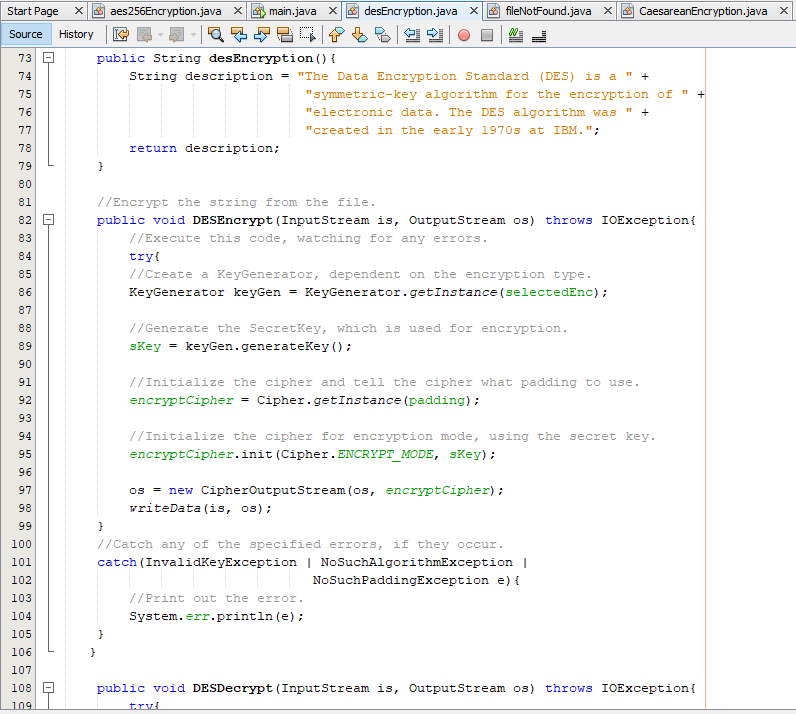 Start Page aes256Encryption.java main.java desEncryption.java fileNotFound.java CaesareanEncryption.java
Source History
73 public String desEncryption(){
74 String description = "The Data Encryption Standard (DES) is a " +
75 "symmetric-key algorithm for the encryption of " +
76 "electronic data. The DES algorithm was " +
77 "created in the early 1970s at IBM.";
78 return description;
79 }
80
81 //Encrypt the string from the file.
82 public void DESEncrypt(InputStream is, OutputStream os) throws IOException{
83 //Execute this code, watching for any errors.
84 try{
85 //Create a KeyGenerator, dependent on the encryption type.
86 KeyGenerator keyGen = KeyGenerator.getInstance(selectedEnc);
87
88 //Generate the SecretKey, which is used for encryption.
89 sKey = keyGen.generateKey();
90
91 //Initialize the cipher and tell the cipher what padding to use.
92 encryptCipher = Cipher.getInstance(padding);
93
94 //Initialize the cipher for encryption mode, using the secret key.
95 encryptCipher.init(Cipher.ENCRYPT_MODE, sKey);
96
97 os = new CipherOutputStream(os, encryptCipher);
98 writeData(is, os);
99 }
100 //Catch any of the specified errors, if they occur.
101 catch(InvalidKeyException | NoSuchAlgorithmException |
102 NoSuchPaddingException e){
103 //Print out the error.
104 System.err.println(e);
105 }
106 }
107
108 public void DESDecrypt(InputStream is, OutputStream os) throws IOException{
109 try{